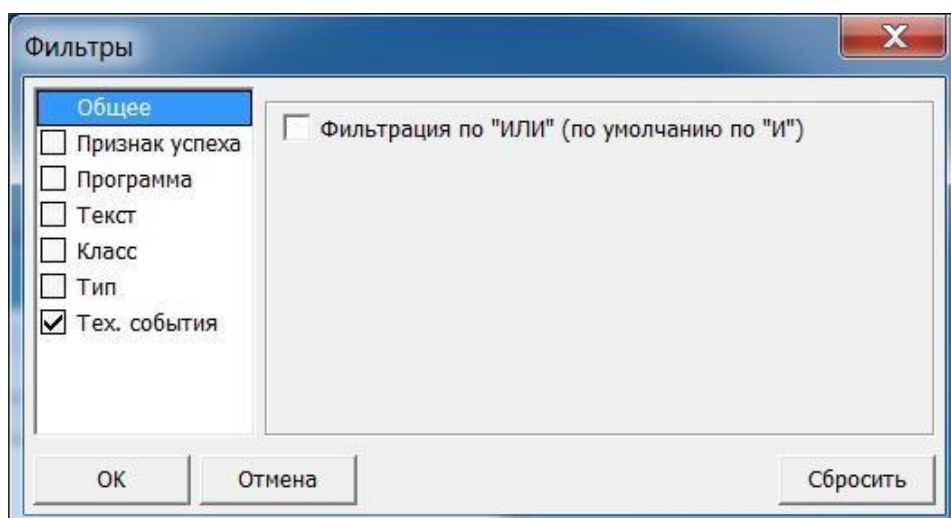 Фильтры
Общее
Признак успеха
Программа
Текст
Класс
Тип
Тех. события
Фильтрация по "ИЛИ" (по умолчанию по "И")
ОК
Отмена
Сбросить